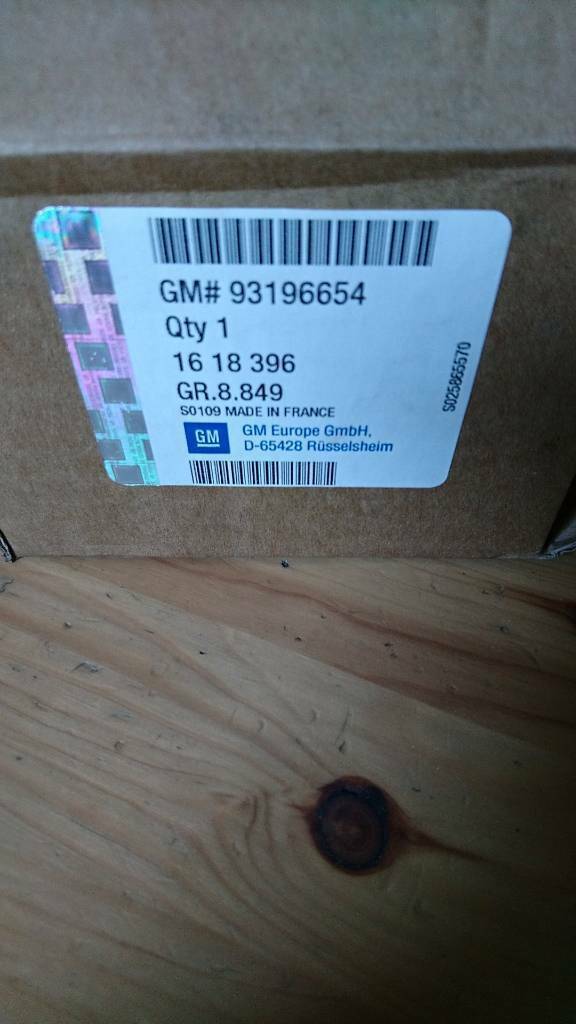 GM# 93196654
Qty 1
16 18 396
GR.8.849
S0109 MADE IN FRANCE
GM
GM Europe GmbH,
D-65428 Rüsselsheim
S025865570